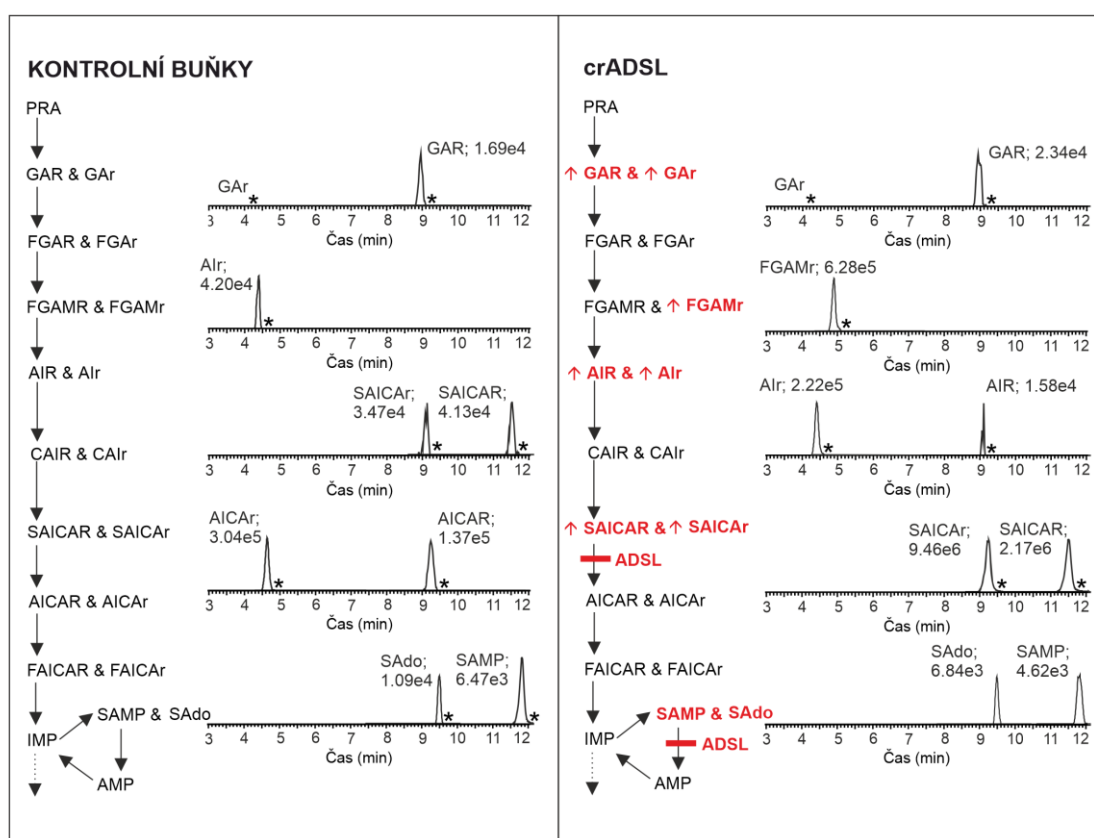 KONTROLNÍ BUŇKY
PRA
GAR & GAr
FGAR & FGAr
FGAMR & FGAMr
AIR & AIr
CAIR & CAIr
SAICAR & SAICAr
AICAR & AICAr
FAICAR & FAICAr
IMP
SAMP & SAdo
AMP
GAr
*
GAR; 1.69e4
*
3 4 5 6 7 8 9 10 11 12
Čas (min)
AIr;
4.20e4
*
3 4 5 6 7 8 9 10 11 12
Čas (min)
SAICAr;
3.47e4
*
SAICAR;
4.13e4
*
3 4 5 6 7 8 9 10 11 12
Čas (min)
AICAr;
3.04e5
*
AICAR;
1.37e5
*
3 4 5 6 7 8 9 10 11 12
Čas (min)
SAdo;
1.09e4
*
SAMP;
6.47e3
*
3 4 5 6 7 8 9 10 11 12
Čas (min)
crADSL
PRA
↑ GAR & ↑ GAr
FGAR & FGAr
FGAMR & ↑ FGAMr
↑ AIR & ↑ AIr
CAIR & CAIr
↑ SAICAR & ↑ SAICAr
ADSL
AICAR & AICAr
FAICAR & FAICAr
IMP
SAMP & SAdo
ADSL
AMP
GAr
*
GAR; 2.34e4
*
3 4 5 6 7 8 9 10 11 12
Čas (min)
FGAMr; 6.28e5
*
3 4 5 6 7 8 9 10 11 12
Čas (min)
AIr; 2.22e5
*
AIR; 1.58e4
*
3 4 5 6 7 8 9 10 11 12
Čas (min)
SAICAr;
9.46e6
*
SAICAR;
2.17e6
*
3 4 5 6 7 8 9 10 11 12
Čas (min)
SAdo;
6.84e3
SAMP;
4.62e3
3 4 5 6 7 8 9 10 11 12
Čas (min)